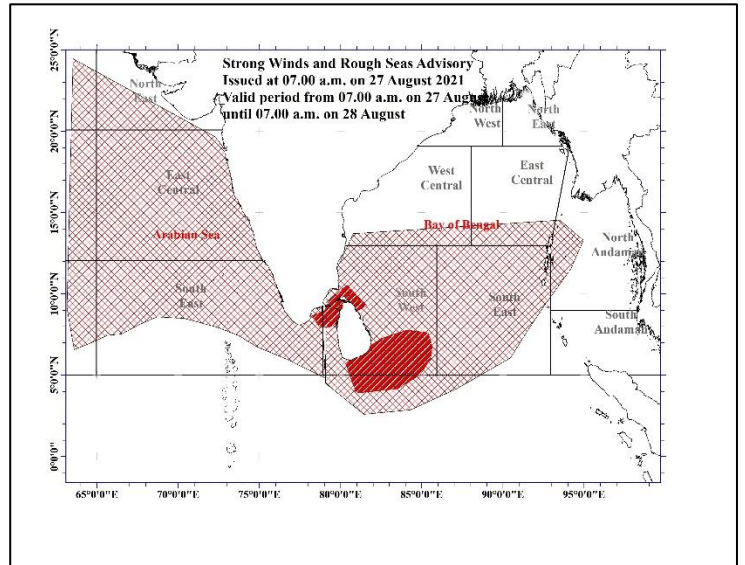 Strong Winds and Rough Seas Advisory
Issued at 07.00 a.m. on 27 August 2021
Valid period from 07.00 a.m. on 27 August
until 07.00 a.m. on 28 August
25°0'0"N
20°0'0"N
15°0'0"N
10°0'0"N
5°0'0"N
0°0'0"
North
East
North
West
North
East
East
Central
West
Central
East
Central
Arabian Sea
Bay of Bengal
North
Andaman
South
East
South
West
South
East
South
Andaman
65°0'0"E
70°0'0"E
75°0'0"E
80°0'0"E
85°0'0"E
90°0'0"E
95°0'0"E